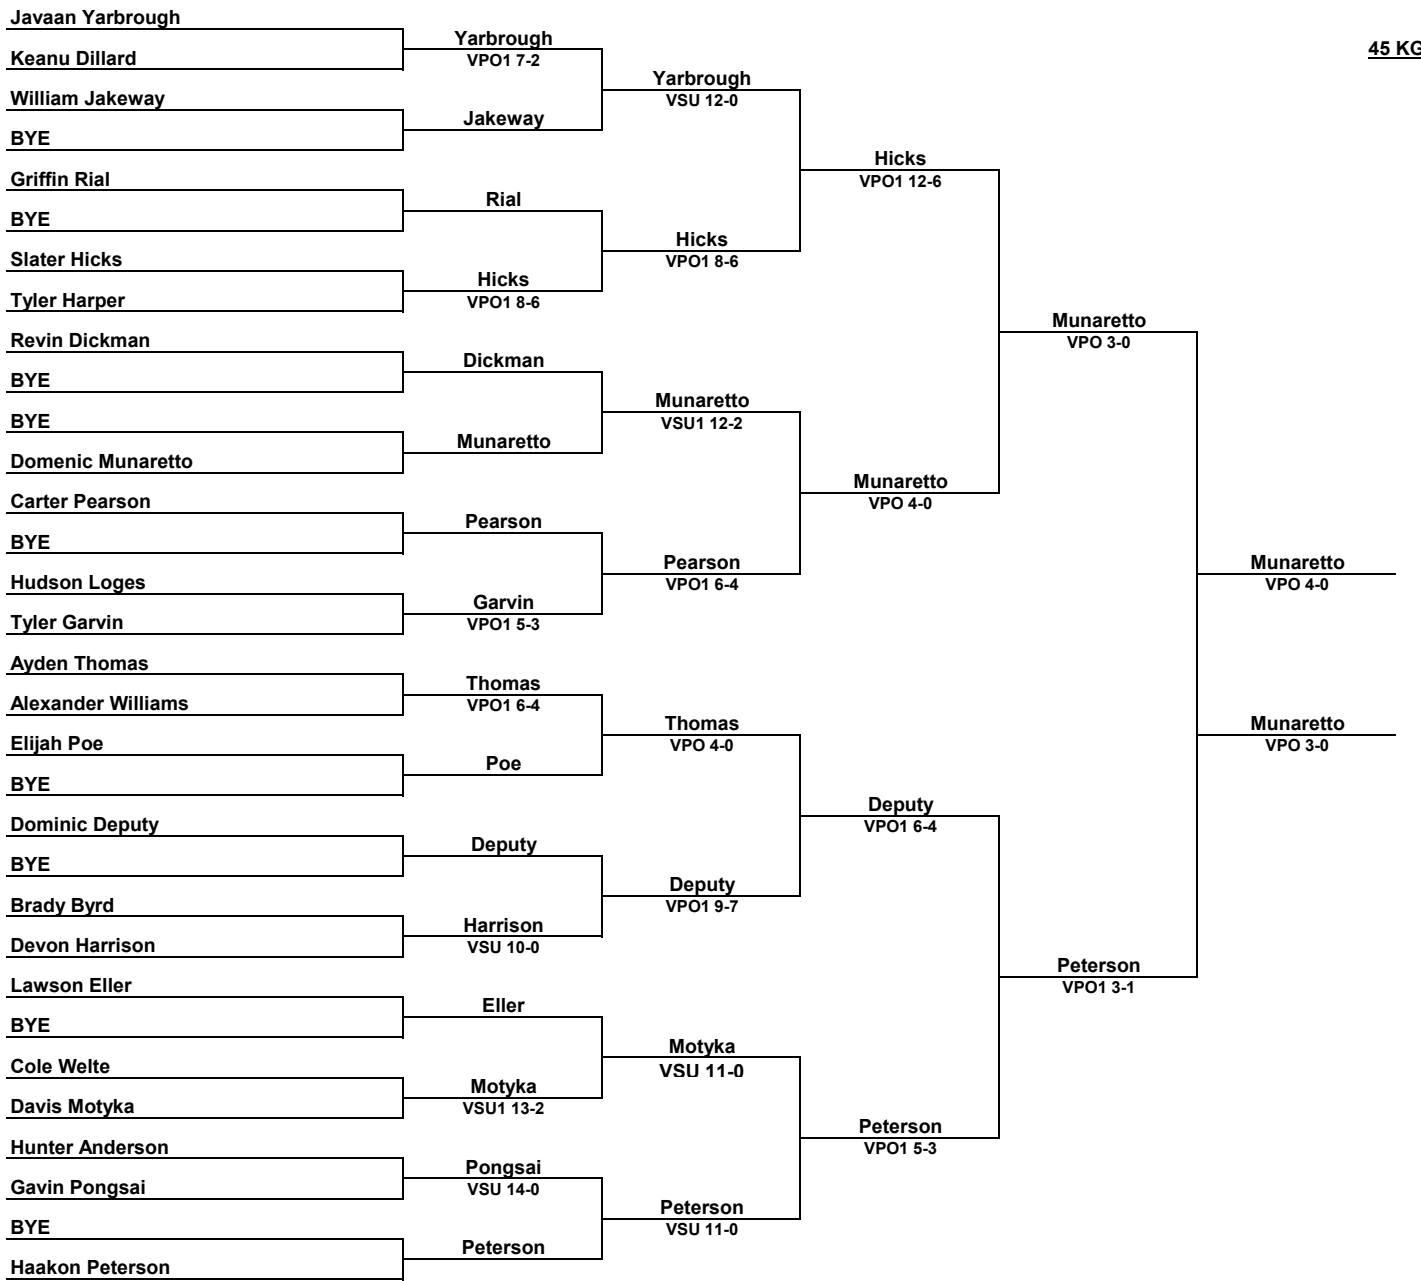 Javaan Yarbrough
Keanu Dillard
William Jakeway
BYE
Griffin Rial
BYE
Slater Hicks
Tyler Harper
Revin Dickman
BYE
BYE
Domenic Munaretto
Carter Pearson
BYE
Hudson Loges
Tyler Garvin
Ayden Thomas
Alexander Williams
Elijah Poe
BYE
Dominic Deputy
BYE
Brady Byrd
Devon Harrison
Lawson Eller
BYE
Cole Welte
Davis Motyka
Hunter Anderson
Gavin Pongsai
BYE
Haakon Peterson
Yarbrough
VPO1 7-2
Jakeway
Rial
Hicks
VPO1 8-6
Dickman
Munaretto
Pearson
Garvin
VPO1 5-3
Thomas
VPO1 6-4
Poe
Deputy
Harrison
VSU 10-0
Eller
Motyka
VSU1 13-2
Pongsai
VSU 14-0
Peterson
Yarbrough
VSU 12-0
Hicks
VPO1 8-6
Munaretto
VSU1 12-2
Pearson
VPO1 6-4
Thomas
VPO 4-0
Deputy
VPO1 9-7
Motyka
VSU 11-0
Peterson
VSU 11-0
Hicks
VPO1 12-6
Munaretto
VPO 4-0
Deputy
VPO1 6-4
Peterson
VPO1 5-3
Munaretto
VPO 3-0
Peterson
VPO1 3-1
45 KG
Munaretto
VPO 4-0
Munaretto
VPO 3-0